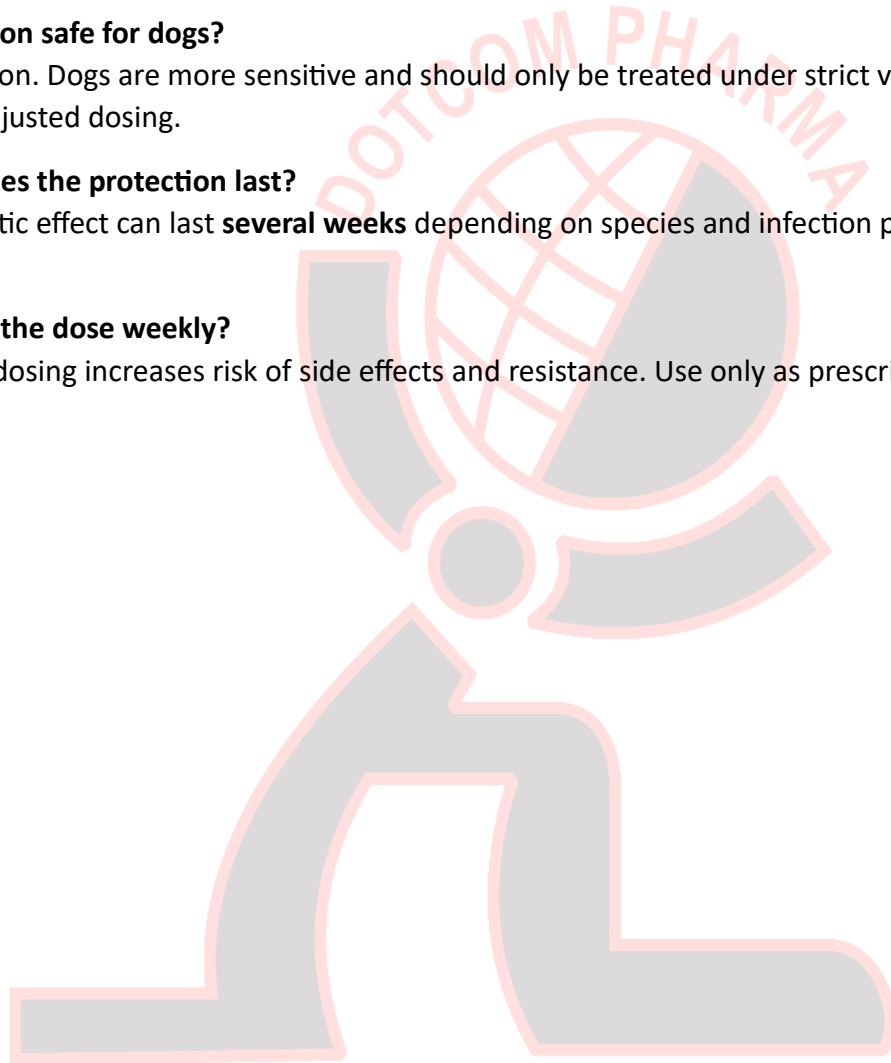 on safe for dogs?
on. Dogs are more sensitive and should only be treated under strict v
justed dosing.
es the protection last?
tic effect can last several weeks depending on species and infection p
the dose weekly?
dosing increases risk of side effects and resistance. Use only as prescri
DOTCOM PHARMA